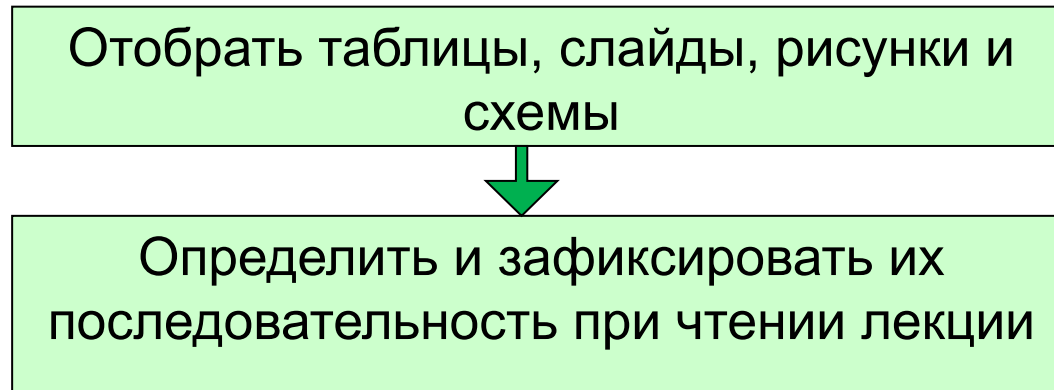 Отобрать таблицы, слайды, рисунки и
схемы
Определить и зафиксировать их
последовательность при чтении лекции